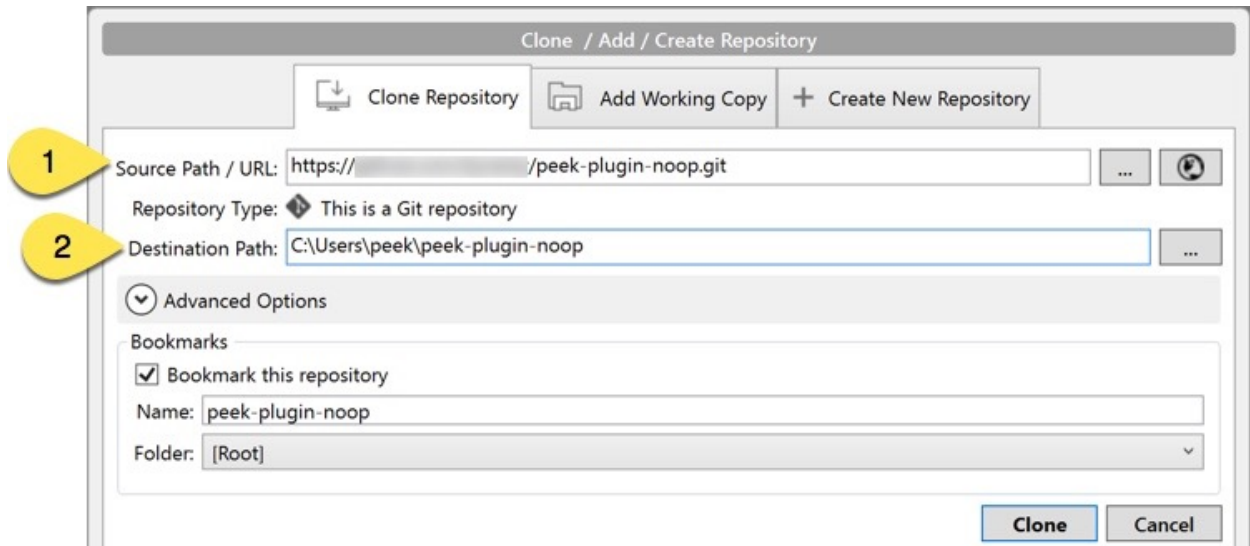 Clone / Add / Create Repository
Clone Repository
Add Working Copy
Create New Repository
1
Source Path / URL: https:// /peek-plugin-noop.git ...
Repository Type: This is a Git repository
2
Destination Path: C:\Users\peek\peek-plugin-noop ...
Advanced Options
Bookmarks
Bookmark this repository
Name: peek-plugin-noop
Folder: [Root]
Clone Cancel